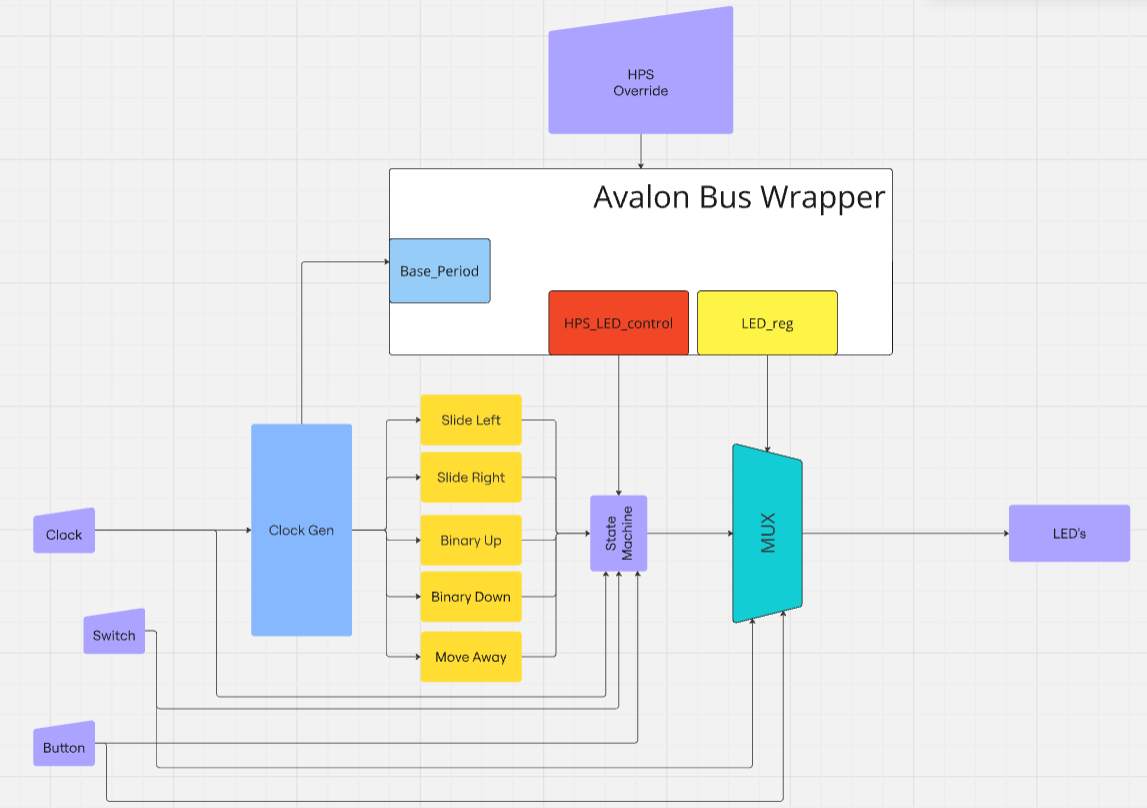 HPS
Override
Avalon Bus Wrapper
Base_Period
HPS_LED_control
LED_reg
Slide Left
Slide Right
Clock
Clock Gen
Binary Up
State
Machine
MUX
LED's
Binary Down
Switch
Move Away
Button